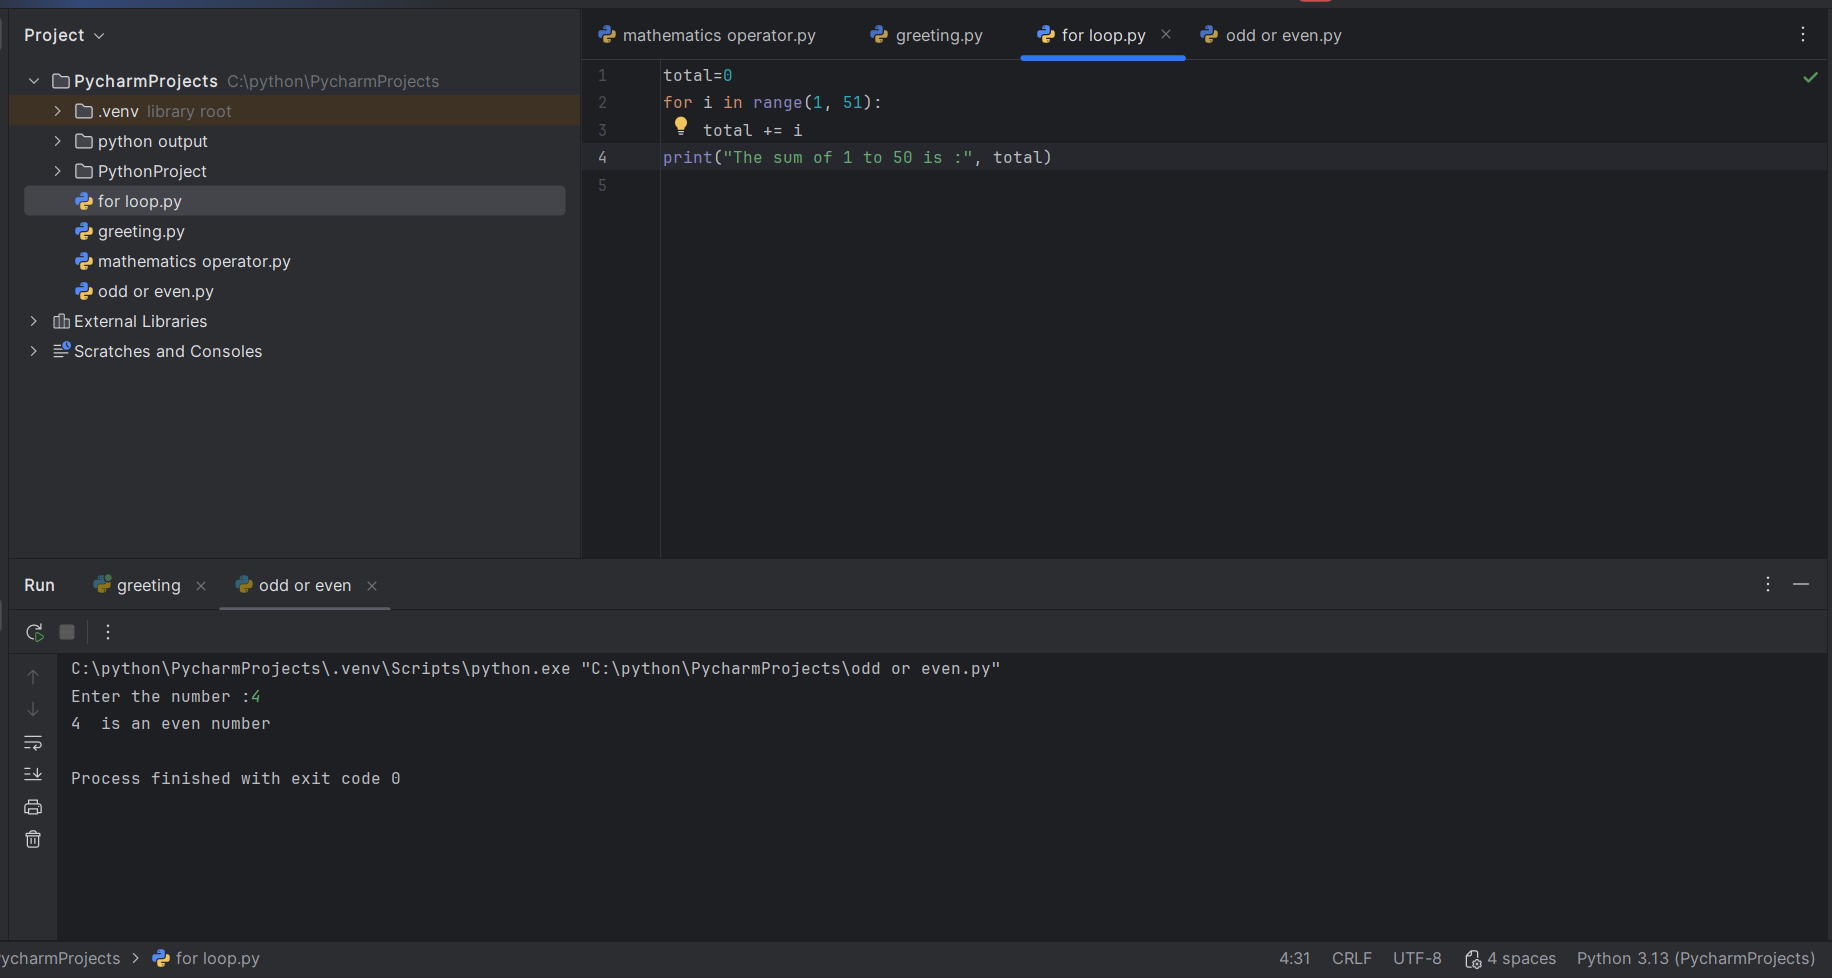 Project
PycharmProjects C:\python\PycharmProjects
.venv library root
python output
PythonProject
for loop.py
greeting.py
mathematics operator.py
odd or even.py
External Libraries
Scratches and Consoles
mathematics operator.py greeting.py for loop.py odd or even.py
1 total=0
2 for i in range(1, 51):
3 total += i
4 print("The sum of 1 to 50 is :", total)
5
Run greeting odd or even
C:\python\PycharmProjects\.venv\Scripts\python.exe "C:\python\PycharmProjects\odd or even.py"
Enter the number :4
4  is an even number
Process finished with exit code 0
ycharmProjects > for loop.py 4:31 CRLF UTF-8 4 spaces Python 3.13 (PycharmProjects)